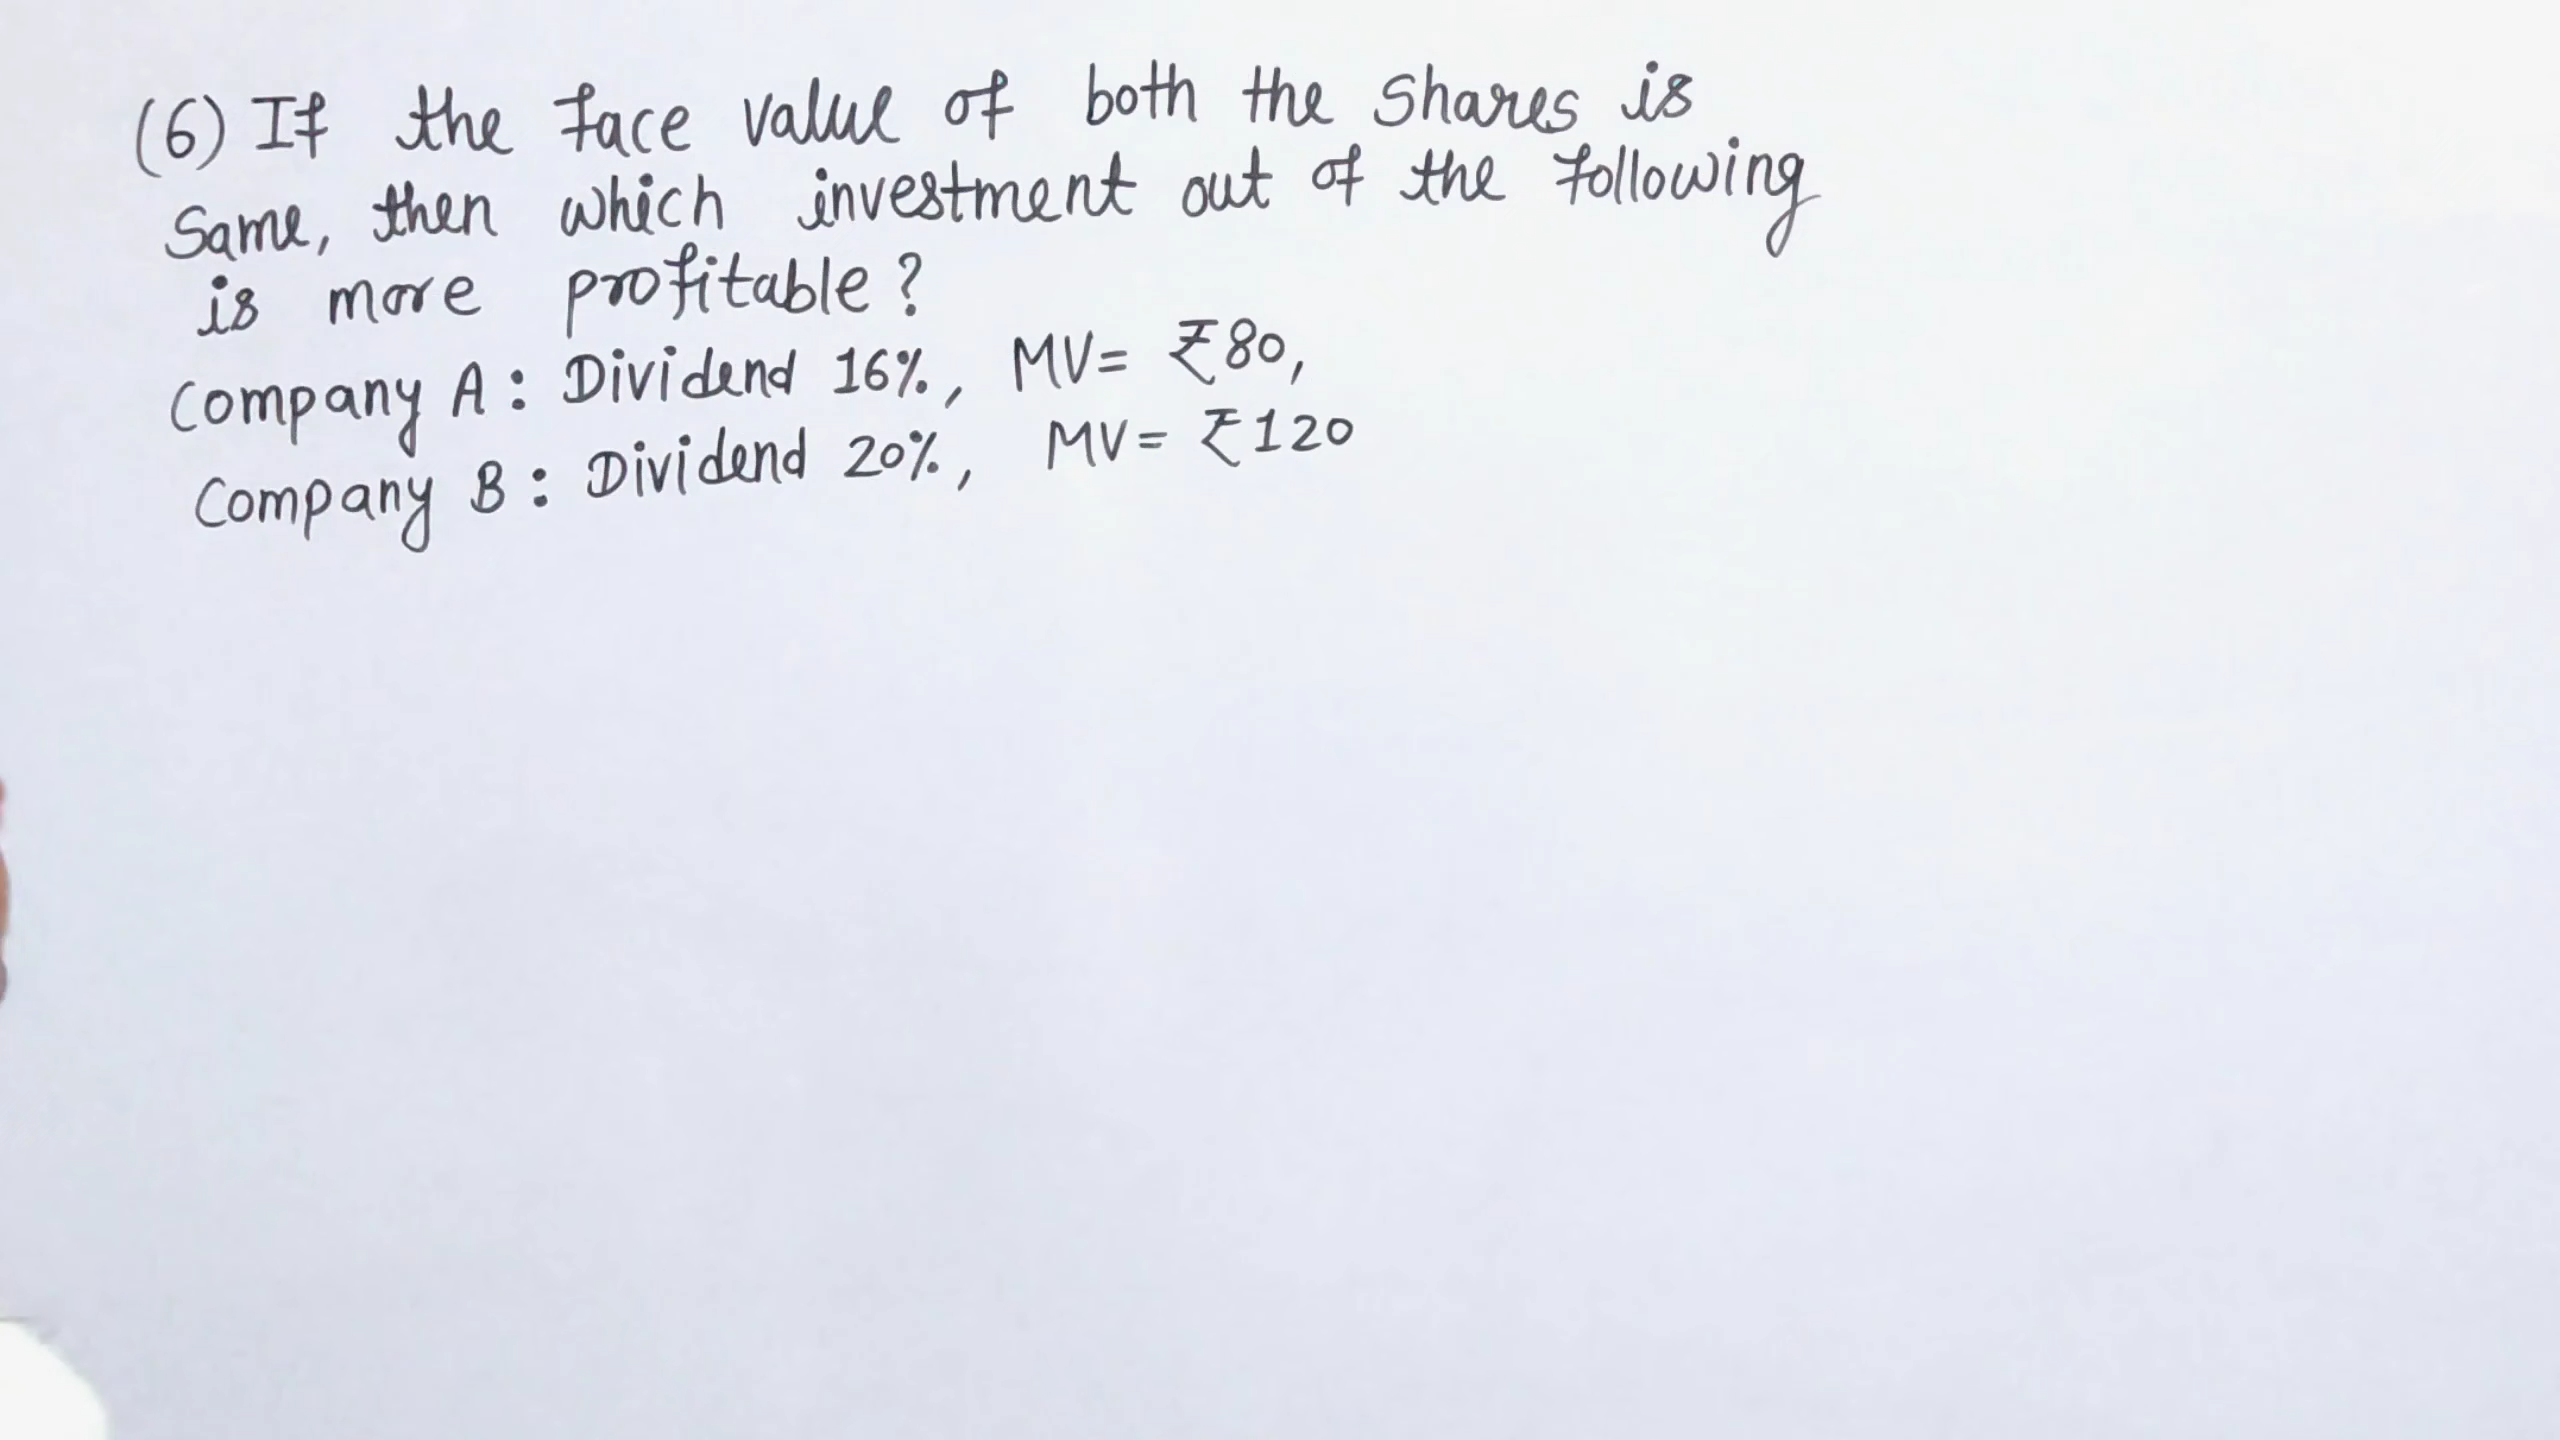 (6) If the face value of both the shares is
Same, then which investment out of the following
is more profitable?
Company A: Dividend 16%, MV= ₹80,
Company B: Dividend 20%, MV= ₹120